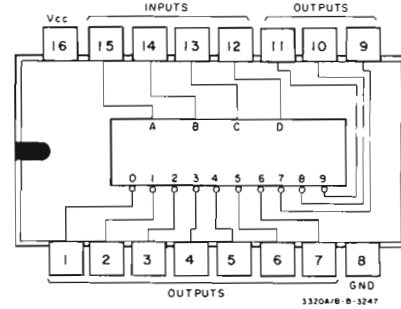 INPUTS OUTPUTS
Vcc
16 15 14 13 12 11 10 9
A B C D
0 1 2 3 4 5 6 7 8 9
1 2 3 4 5 6 7 8
OUTPUTS GND
3320A/8-B-3247